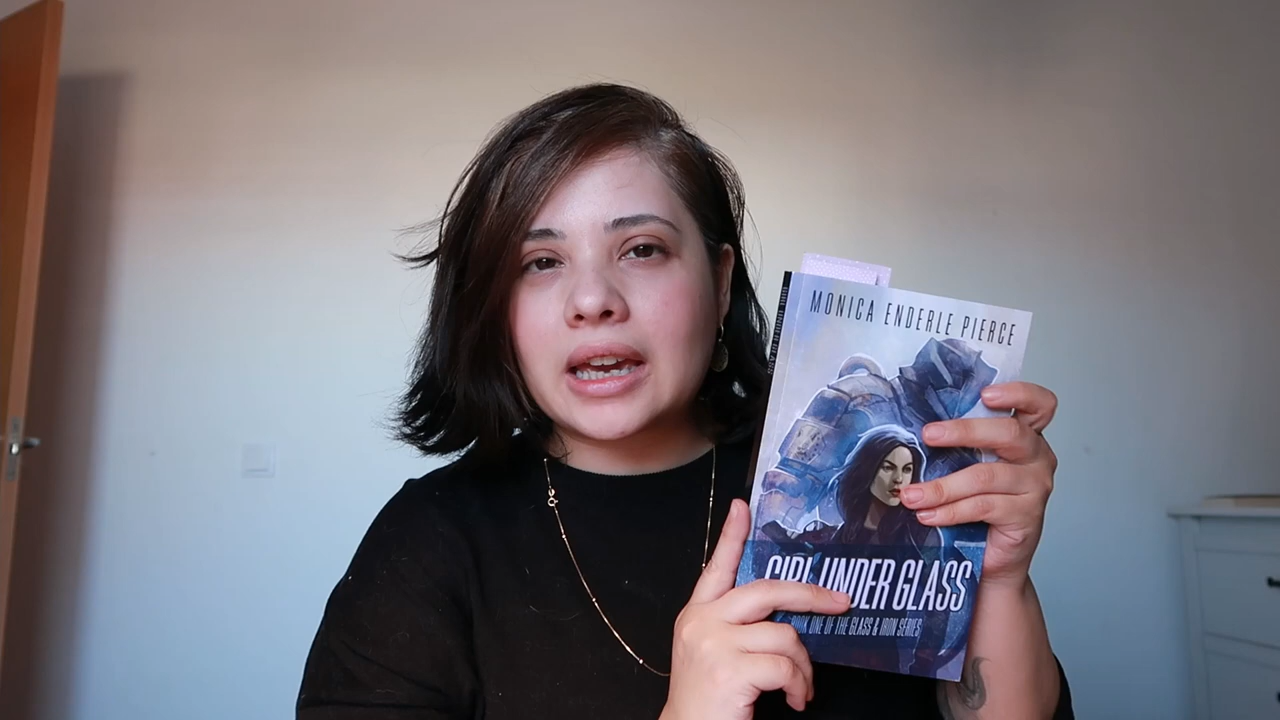 MONICA ENDERLE PIERCE
GIRL UNDER GLASS
BOOK ONE OF THE GLASS & IRON SERIES